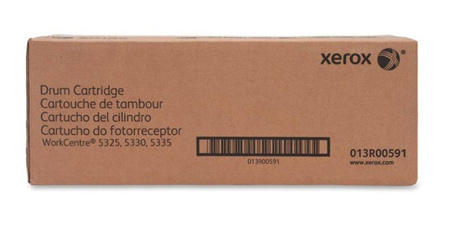 xerox
Drum Cartridge
Cartouche de tambour
Cartucho del cilindro
Cartucho do fotorreceptor
WorkCentre® 5325, 5330, 5335
013R00591
013R00591
www.xerox.com